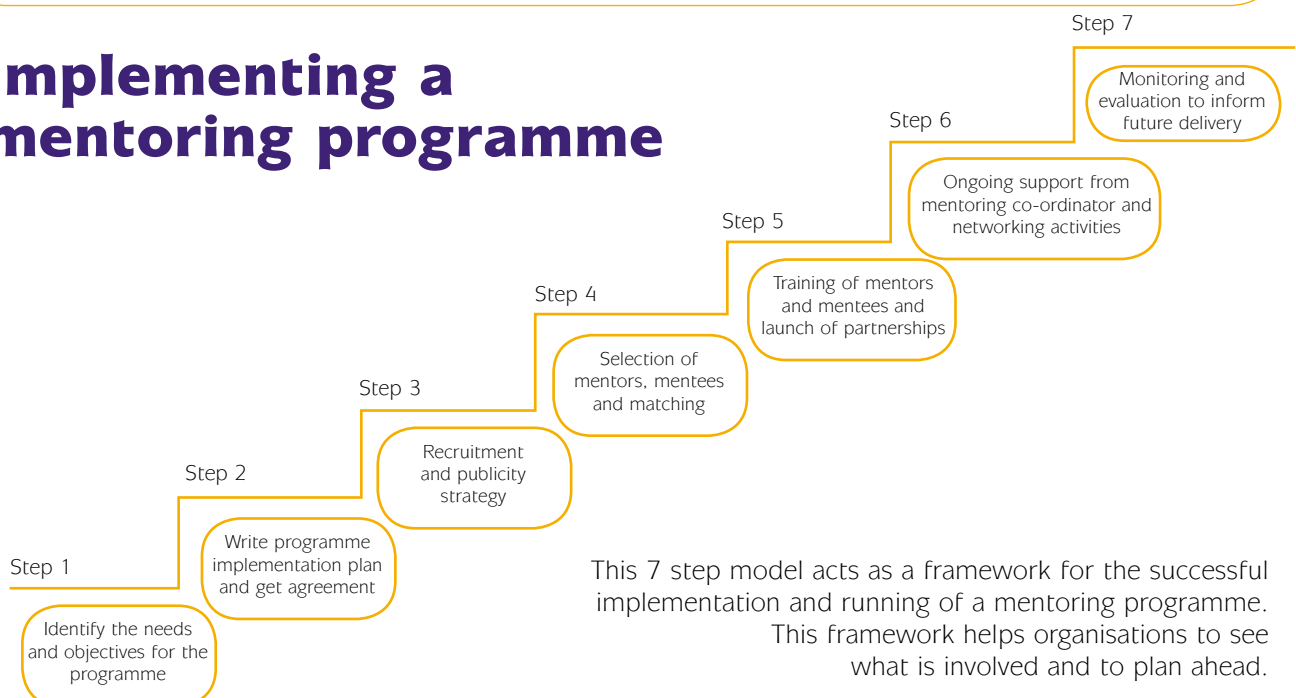 mplementing a
mentoring programme
Step 7
Monitoring and
evaluation to inform
future delivery
Step 6
Ongoing support from
mentoring co-ordinator and
networking activities
Step 5
Training of mentors
and mentees and
launch of partnerships
Step 4
Selection of
mentors, mentees
and matching
Step 3
Recruitment
and publicity
strategy
Step 2
Write programme
implementation plan
and get agreement
Step 1
Identify the needs
and objectives for the
programme
This 7 step model acts as a framework for the successful
implementation and running of a mentoring programme.
This framework helps organisations to see
what is involved and to plan ahead.